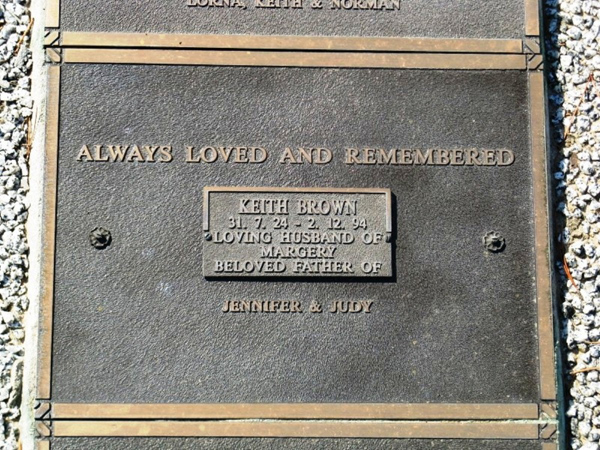 LORNA, KEITH & NORMAN
ALWAYS LOVED AND REMEMBERED
KEITH BROWN
31. 7. 24 - 2. 12. 94
LOVING HUSBAND OF
MARGERY
BELOVED FATHER OF
JENNIFER & JUDY